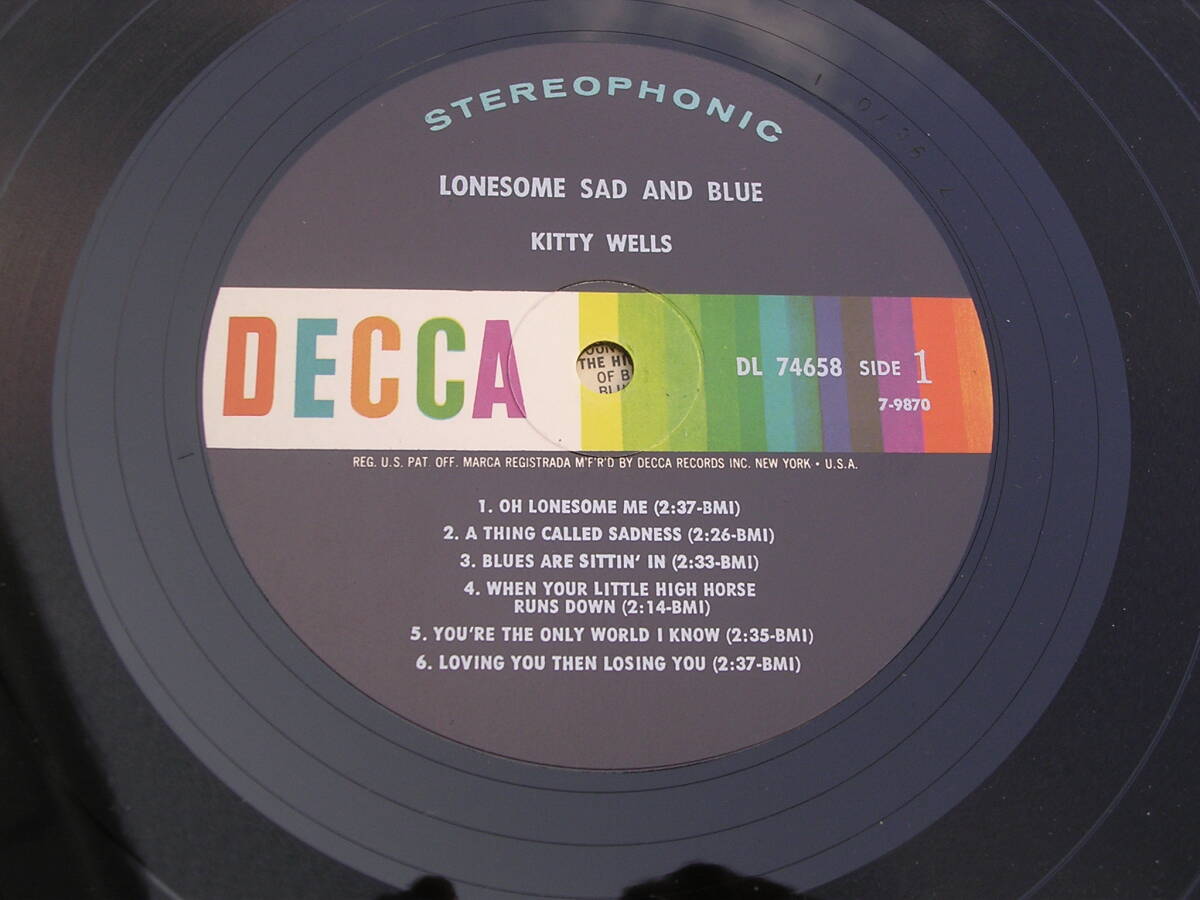 STEREOPHONIC
LONESOME SAD AND BLUE
KITTY WELLS
DECCA
DL 74658 SIDE 1
7-9870
THE HI
OF B
REG. U.S. PAT. OFF. MARCA REGISTRADA M'F'R'D BY DECCA RECORDS INC. NEW YORK • U.S.A.
1. OH LONESOME ME (2:37-BMI)
2. A THING CALLED SADNESS (2:26-BMI)
3. BLUES ARE SITTIN' IN (2:33-BMI)
4. WHEN YOUR LITTLE HIGH HORSE
RUNS DOWN (2:14-BMI)
5. YOU'RE THE ONLY WORLD I KNOW (2:35-BMI)
6. LOVING YOU THEN LOSING YOU (2:37-BMI)